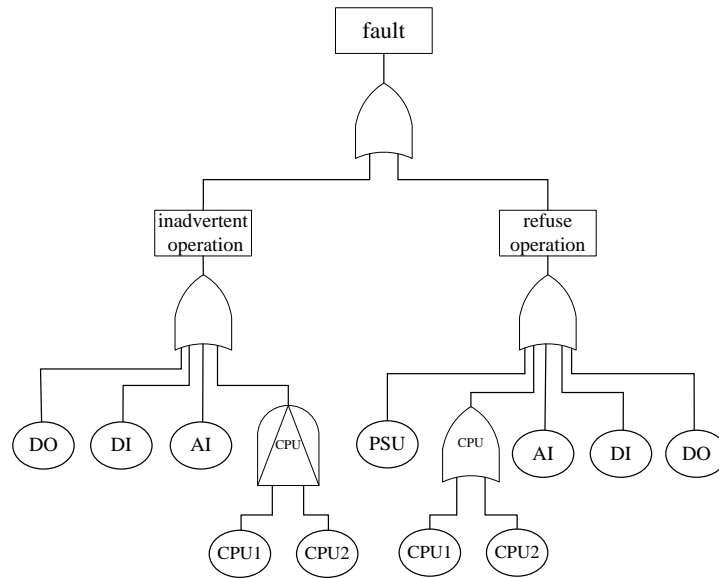 fault
inadvertent
operation
refuse
operation
DO
DI
AI
CPU
PSU
CPU
AI
DI
DO
CPU1
CPU2
CPU1
CPU2